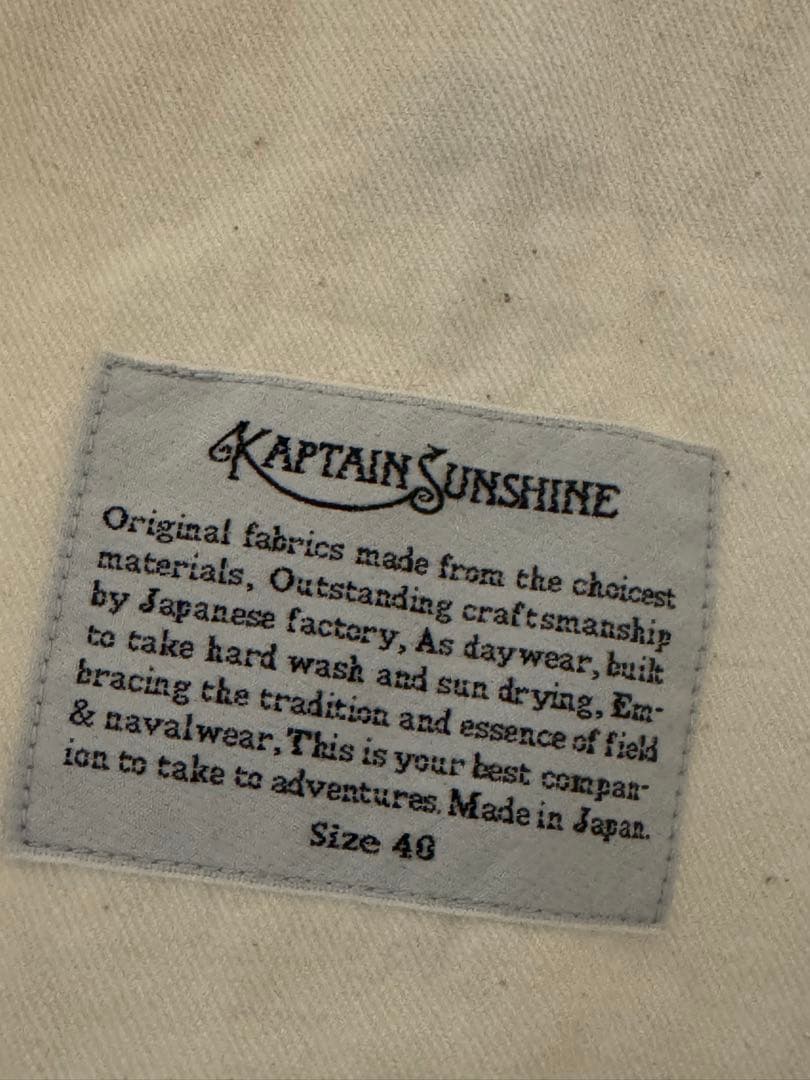 KAPTAIN SUNSHINE
Original fabrics made from the choicest
materials, Outstanding craftsmanship
by Japanese factory, As daywear, built
to take hard wash and sun drying, Em-
bracing the tradition and essence of field
& navalwear, This is your best compan-
ion to take to adventures. Made in Japan.
Size 40